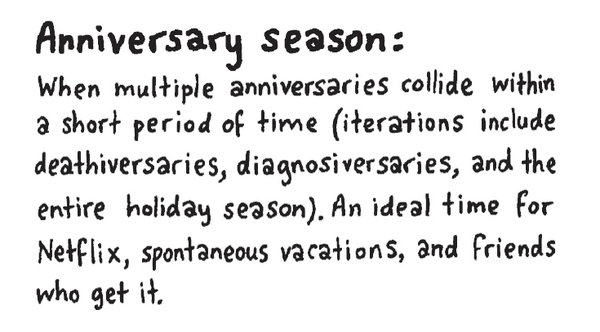 Anniversary season:
When multiple anniversaries collide within
a short period of time (iterations include
deathiversaries, diagnosiversaries, and the
entire holiday season). An ideal time for
Netflix, spontaneous vacations, and friends
who get it.